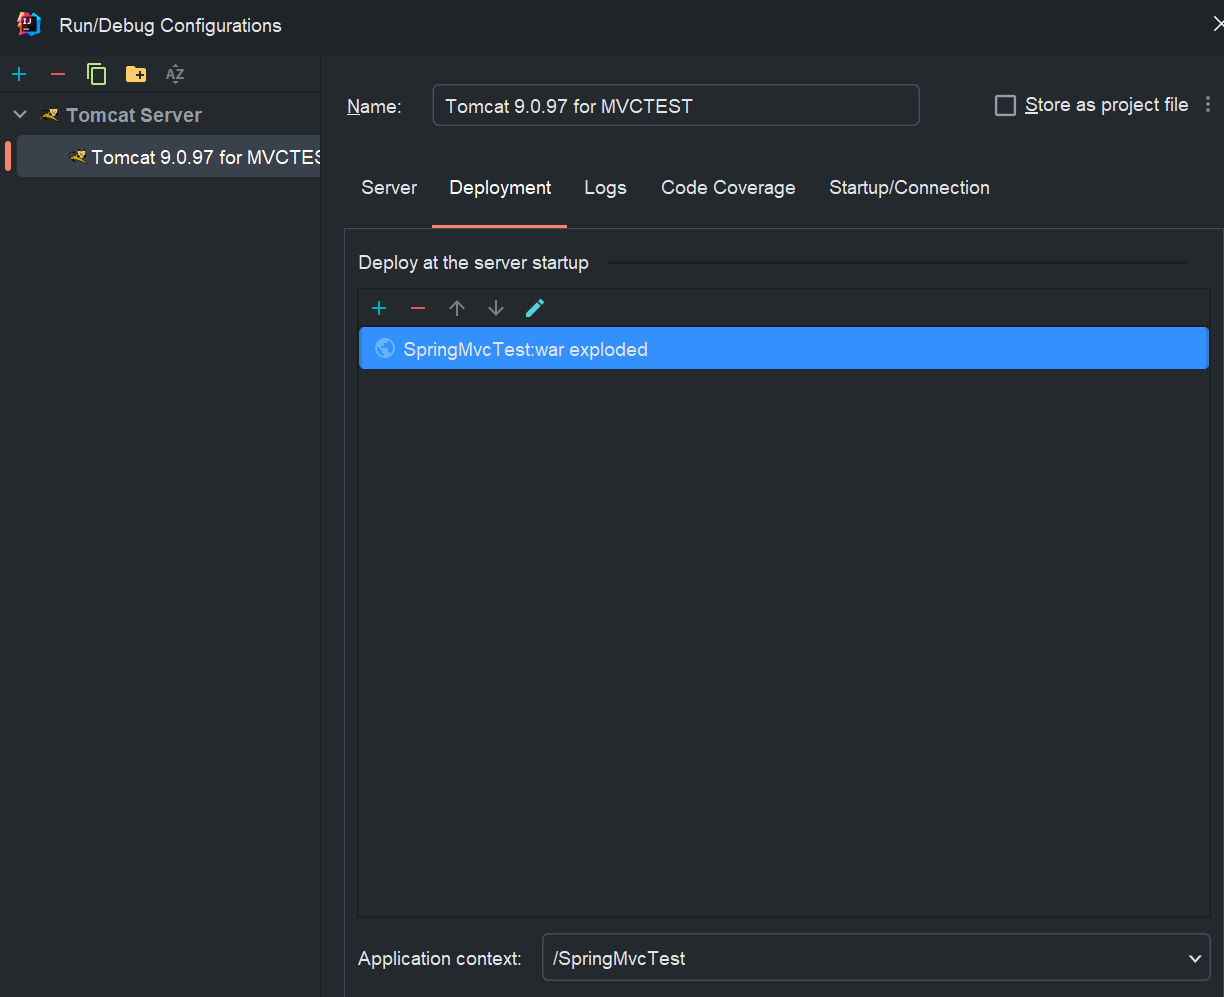 Run/Debug Configurations
Tomcat Server
Tomcat 9.0.97 for MVCTES
Name: Tomcat 9.0.97 for MVCTEST Store as project file
Server Deployment Logs Code Coverage Startup/Connection
Deploy at the server startup
SpringMvcTest:war exploded
Application context: /SpringMvcTest